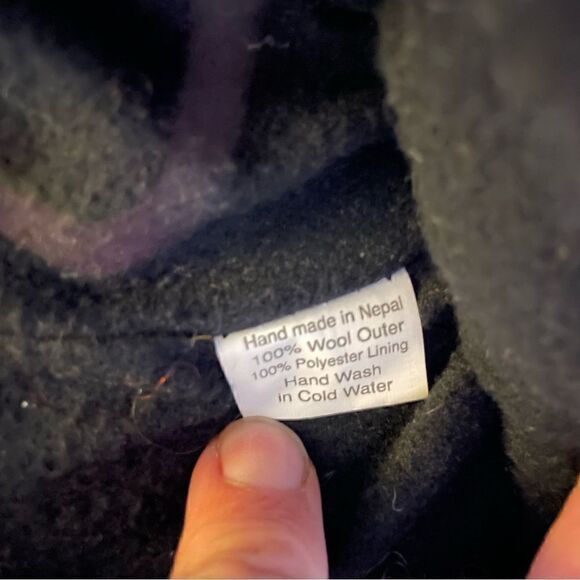 Hand made in Nepal
100% Wool Outer
100% Polyester Lining
Hand Wash
in Cold Water